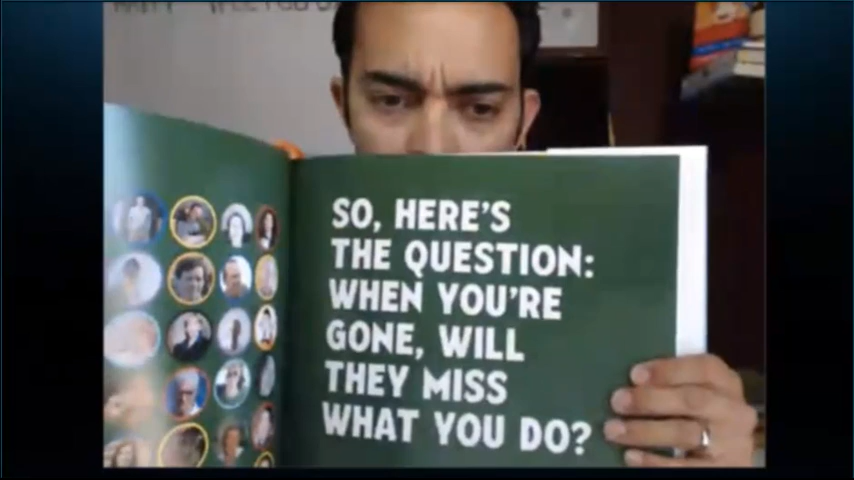 SO, HERE'S
THE QUESTION:
WHEN YOU'RE
GONE, WILL
THEY MISS
WHAT YOU DO?